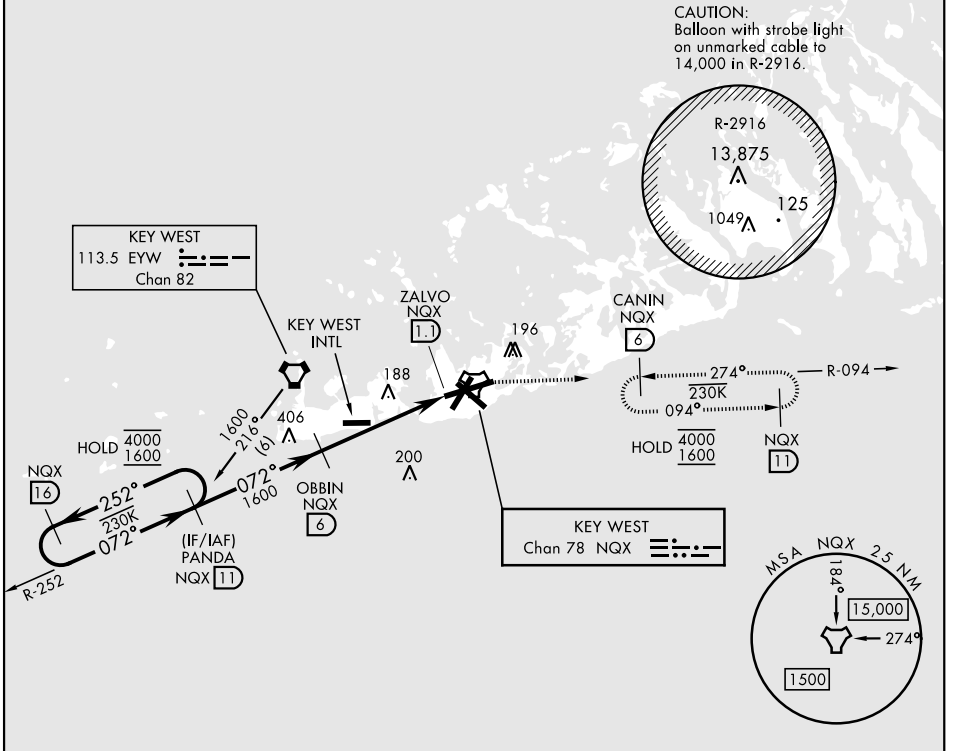 CAUTION:
Balloon with strobe light
on unmarked cable to
14,000 in R-2916.
R-2916
13,875
1049
125
KEY WEST
113.5 EYW
Chan 82
KEY WEST
INTL
ZALVO
NQX
1.1
196
CANIN
NQX
6
188
274°
230K
094°
R-094
HOLD 4000
1600
NQX
11
406
1600
216°
(6)
HOLD 4000
1600
NQX
16
252°
230K
072°
R-252
(IF/IAF)
PANDA
NQX 11
072°
1600
OBBIN
NQX
6
200
KEY WEST
Chan 78 NQX
MSA NQX 25 NM
184°
15,000
274°
1500